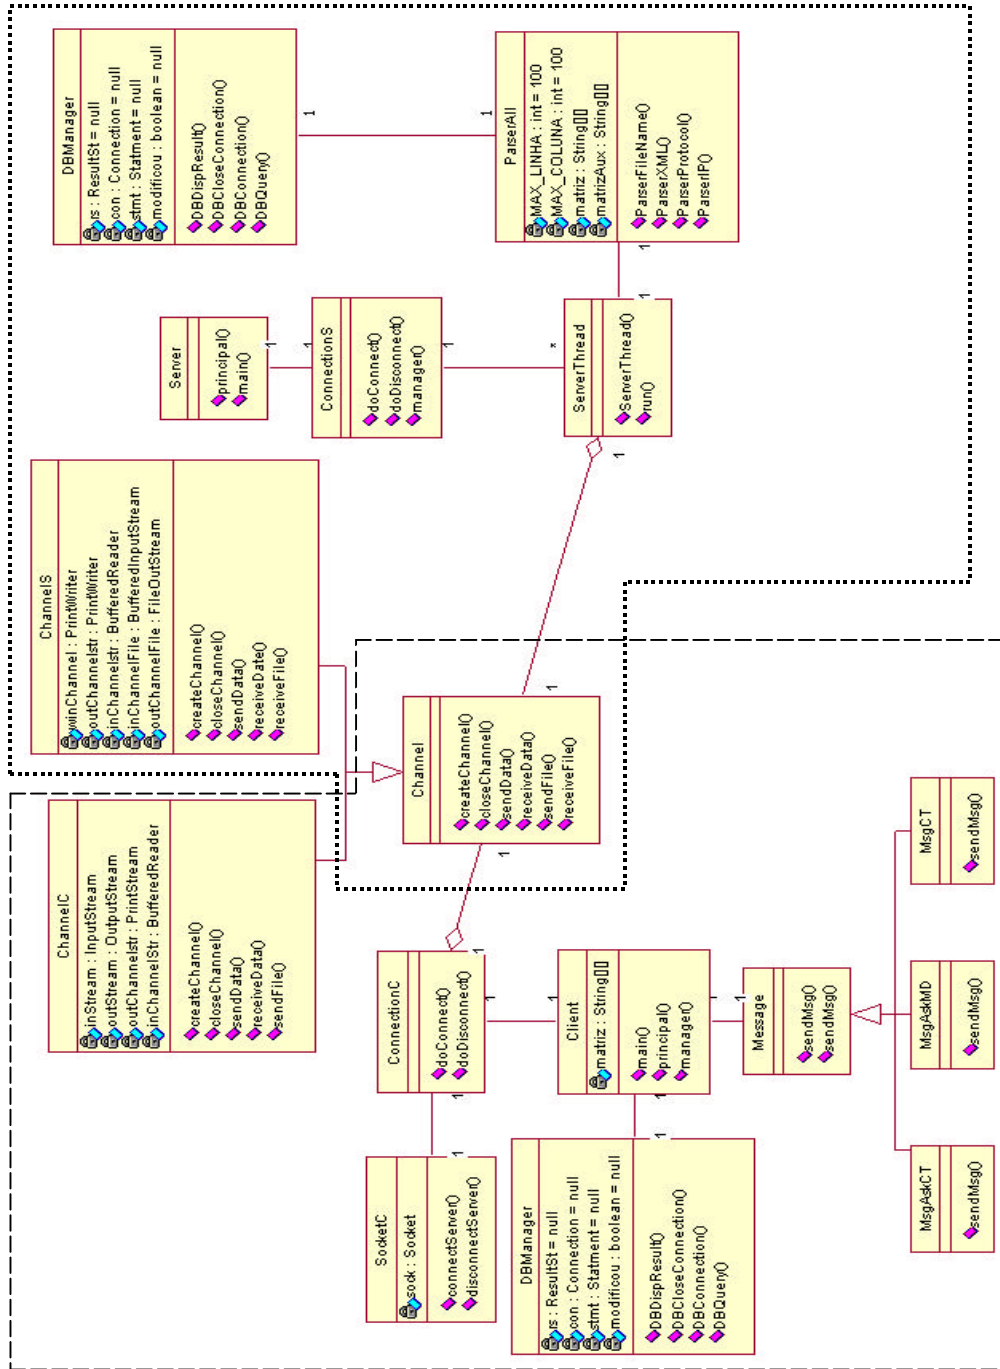 DBManager
rs : ResultSt = null
con : Connection = null
stmt : Statment = null
modificou : boolean = null
DBDispResult()
DBCloseConnection()
DBConnection()
DBQuery()
1
1
ParserAll
MAX_LINHA : int = 100
MAX_COLUNA : int = 100
matriz : String[][]
matrizAux : String[][]
ParserFileName()
ParserXML()
ParserProtocol()
ParserIP()
1
1
Server
principal()
main()
1
1
ConnectionS
doConnect()
doDisconnect()
manager()
1
*
ServerThread
ServerThread()
run()
1
ChannelS
winChannel : PrintWriter
outChannelstr : PrintWriter
inChannelstr : BufferedReader
inChannelFile : BufferedInputStream
outChannelFile : FileOutStream
createChannel()
closeChannel()
sendData()
receiveDate()
receiveFile()
Channel
createChannel()
closeChannel()
sendData()
receiveData()
sendFile()
receiveFile()
1
1
ChannelC
inStream : InputStream
outStream : OutputStream
outChannelstr : PrintStream
inChannelStr : BufferedReader
createChannel()
closeChannel()
sendData()
receiveData()
sendFile()
ConnectionC
doConnect()
doDisconnect()
1
1
1
1
Client
matriz : String[][]
main()
principal()
manager()
1
1
1
1
Message
sendMsg()
sendMsg()
SocketC
sock : Socket
connectServer()
disconnectServer()
1
DBManager
rs : ResultSt = null
con : Connection = null
stmt : Statment = null
modificou : boolean = null
DBDispResult()
DBCloseConnection()
DBConnection()
DBQuery()
MsgAskCT
sendMsg()
MsgAskMD
sendMsg()
MsgCT
sendMsg()